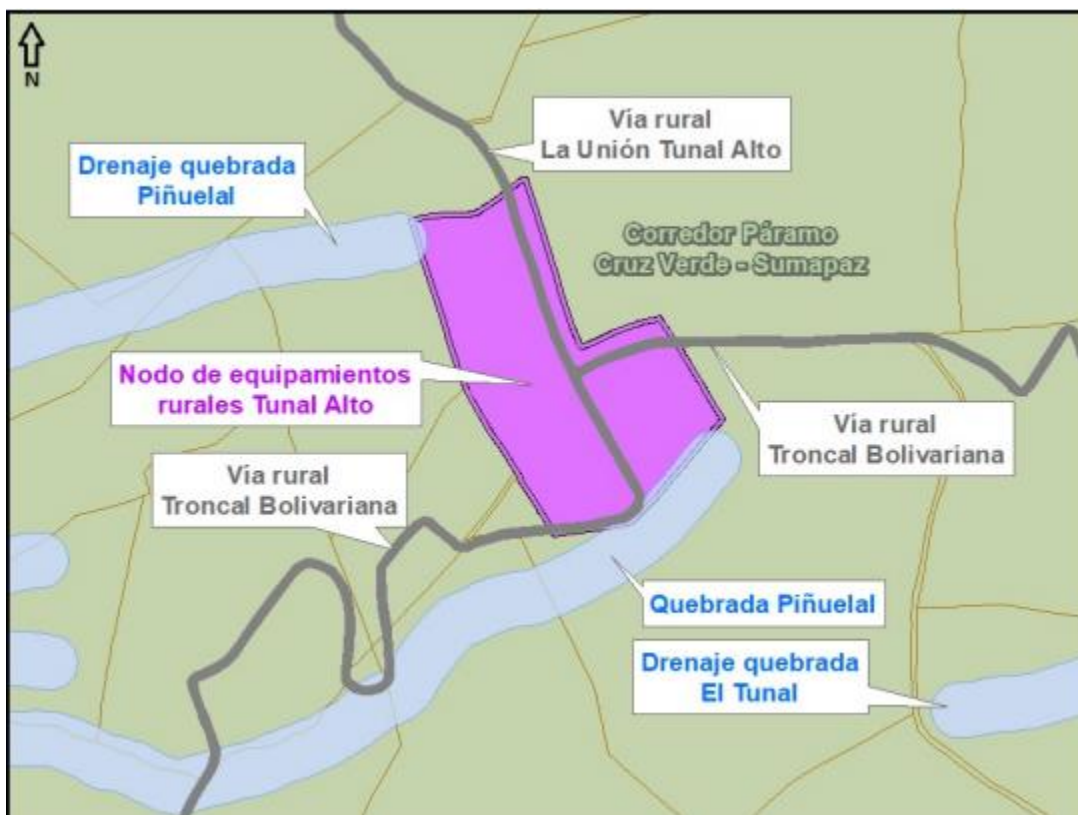 N
Vía rural
La Unión Tunal Alto
Drenaje quebrada
Piñuelal
Corredor Páramo
Cruz Verde - Sumapaz
Nodo de equipamientos
rurales Tunal Alto
Vía rural
Troncal Bolivariana
Vía rural
Troncal Bolivariana
Quebrada Piñuelal
Drenaje quebrada
El Tunal